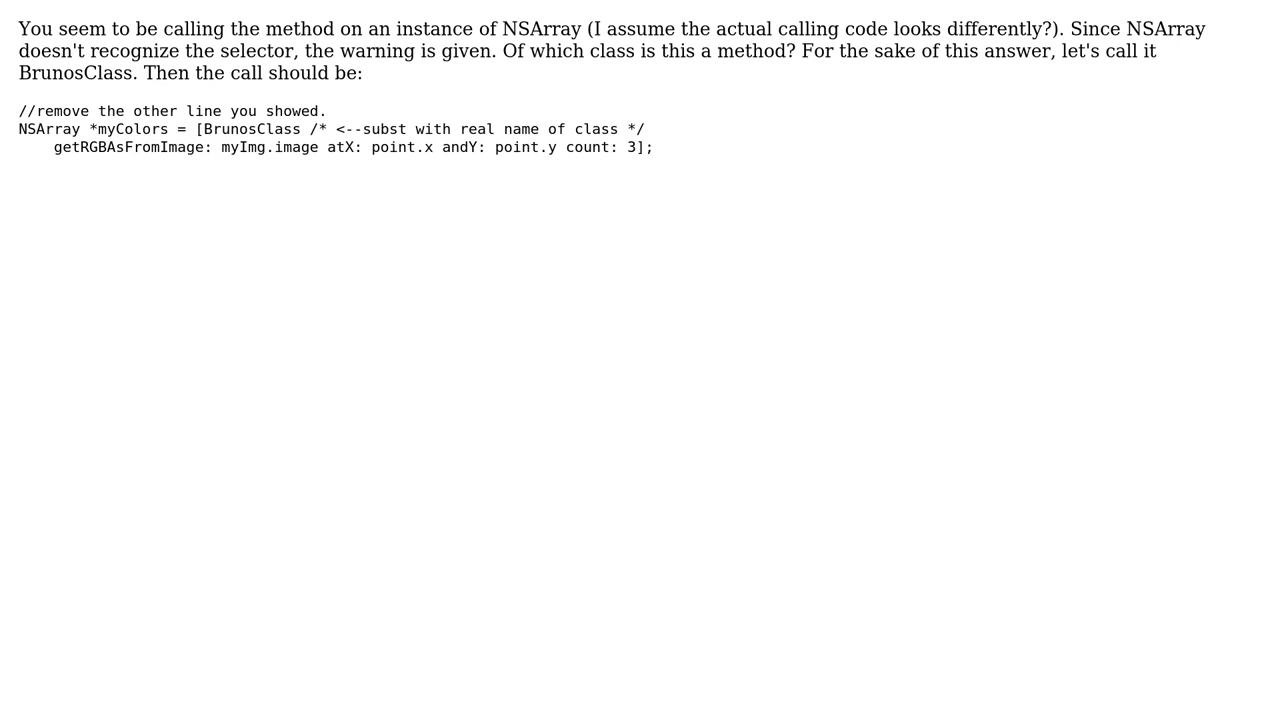 You seem to be calling the method on an instance of NSArray (I assume the actual calling code looks differently?). Since NSArray
doesn't recognize the selector, the warning is given. Of which class is this a method? For the sake of this answer, let's call it
BrunosClass. Then the call should be:
//remove the other line you showed.
NSArray *myColors = [BrunosClass /* <--subst with real name of class */
    getRGBAsFromImage: myImg.image atX: point.x andY: point.y count: 3];